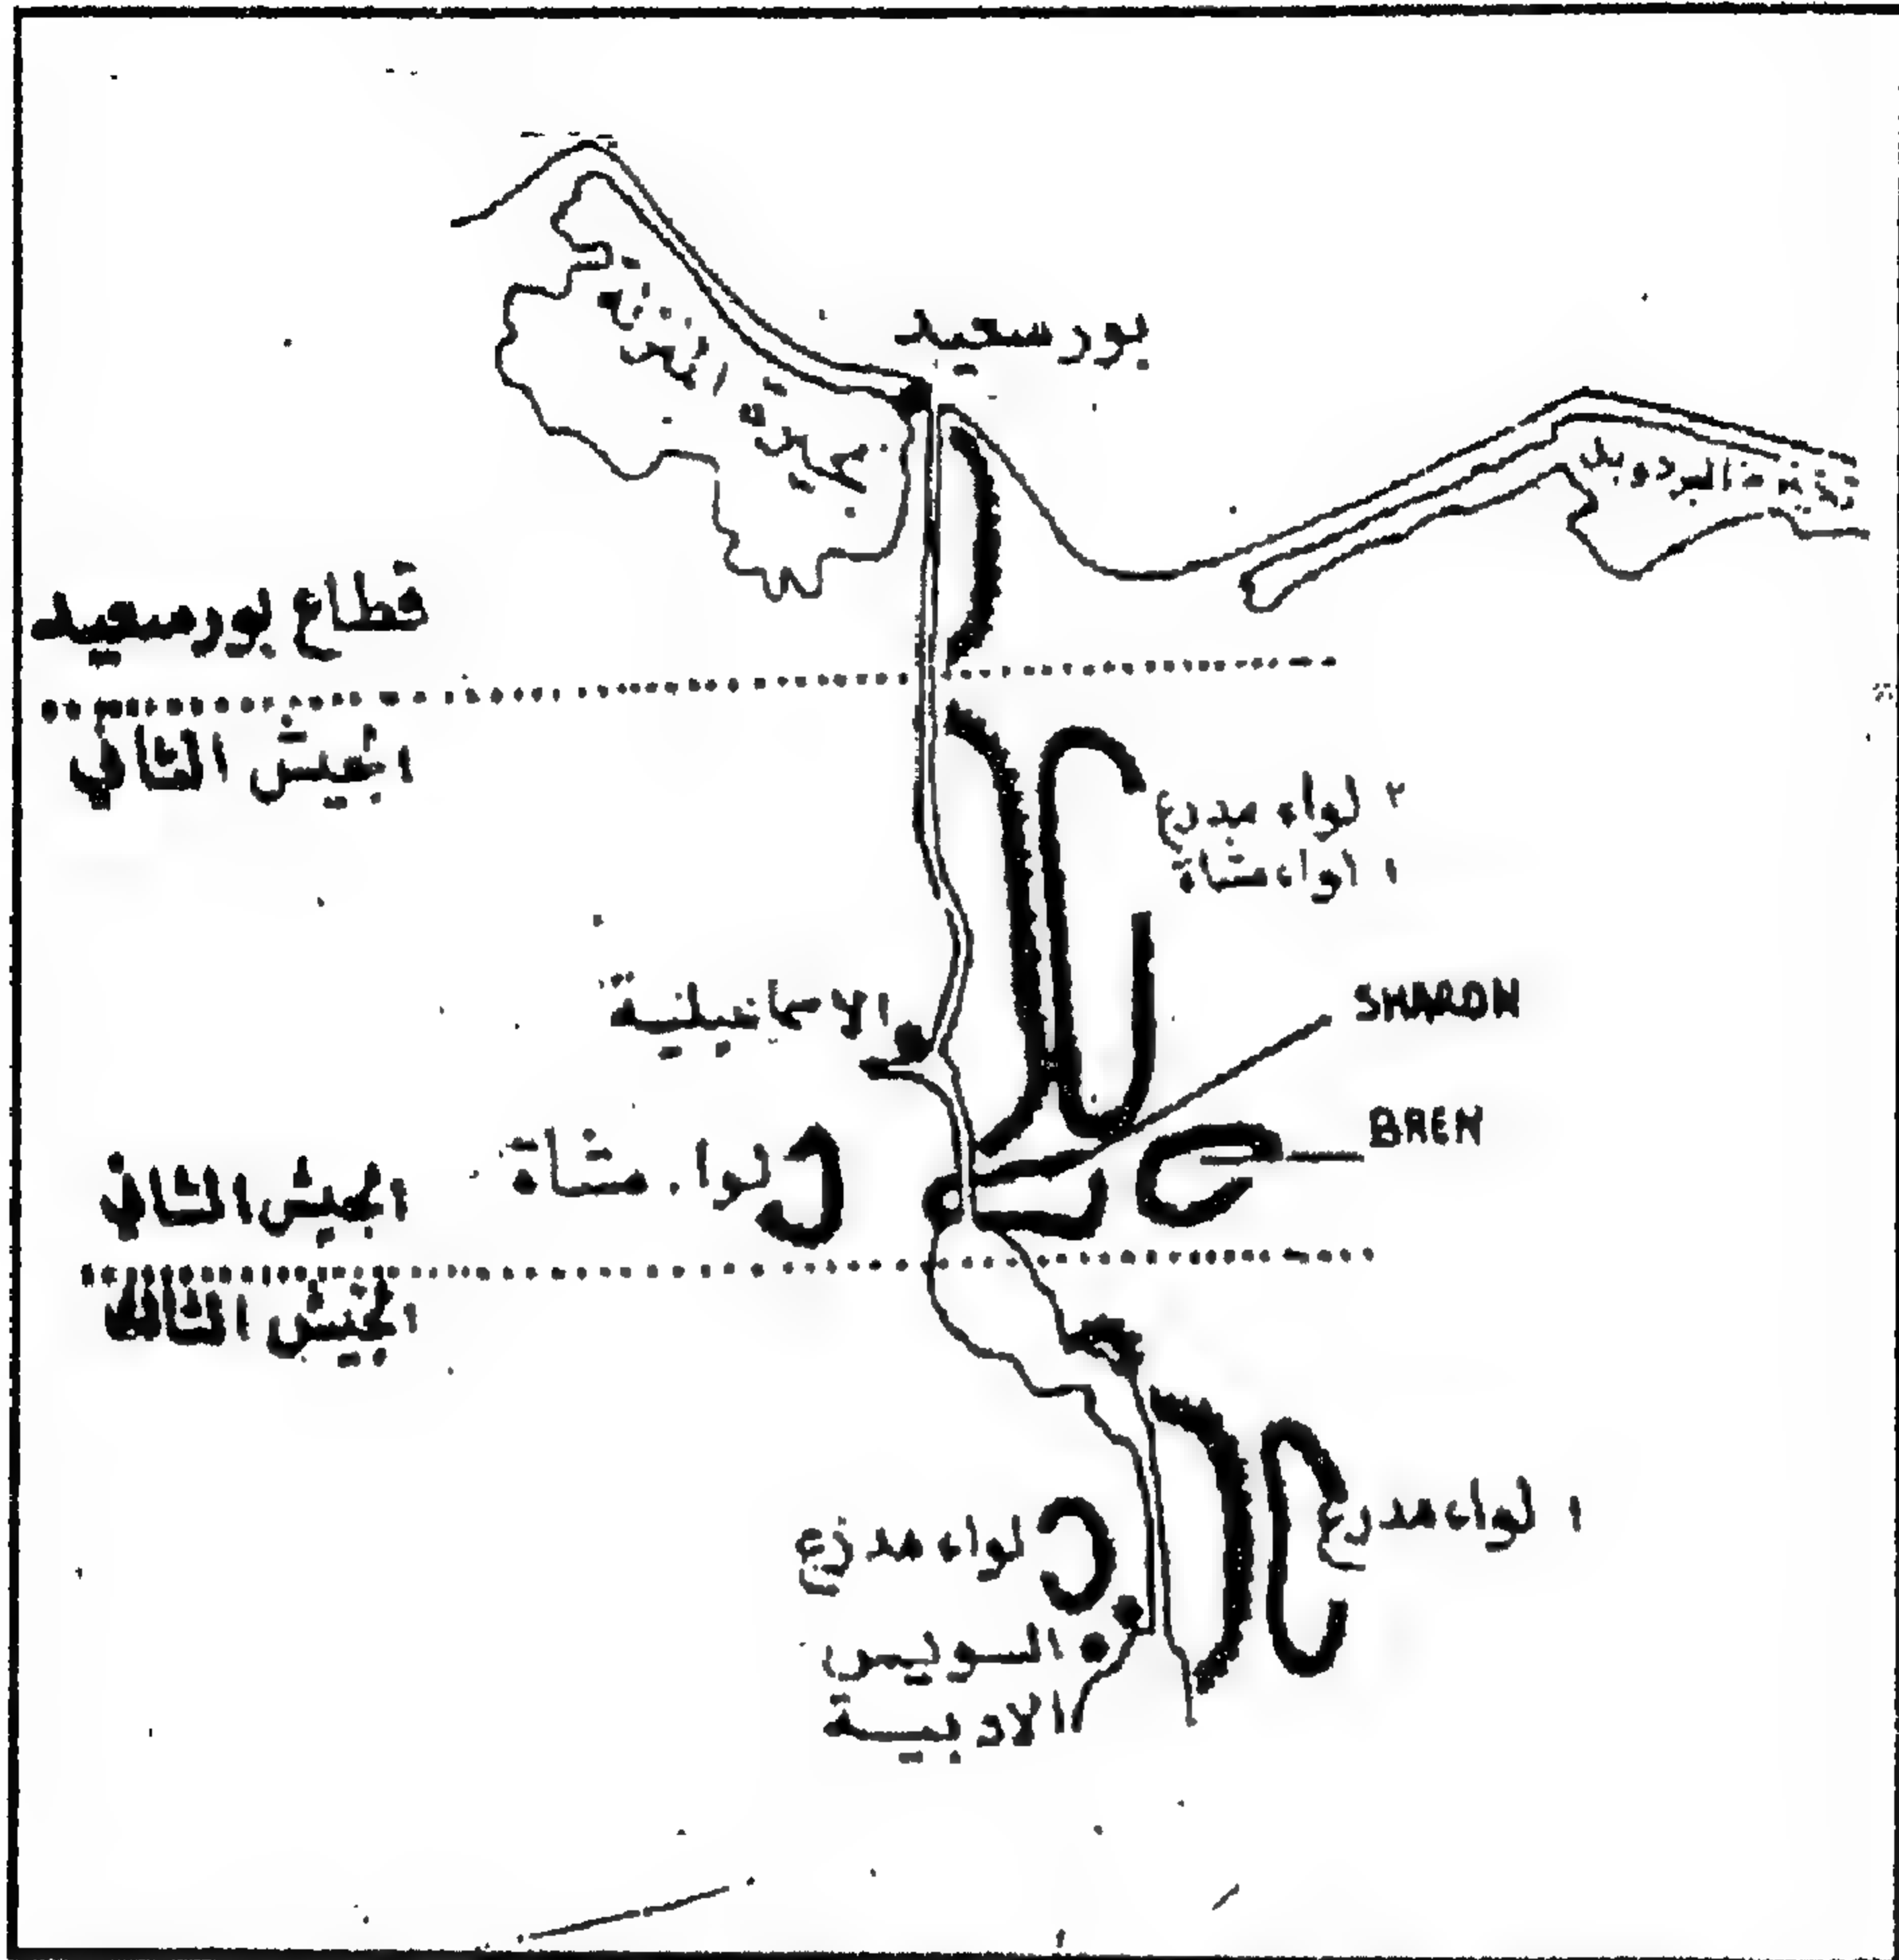 بورسعيد
بحيرة المنزلة
البردويل
قطاع بورسعيد
الجيش الثاني
٢ لواء مدرع
١ لواء مشاة
الاسماعيلية
SHARON
BREN
لواء مشاة
الجيش الثاني
الجيش الثالث
١ لواء مدرع
لواء مدرع
السويس
الادبية